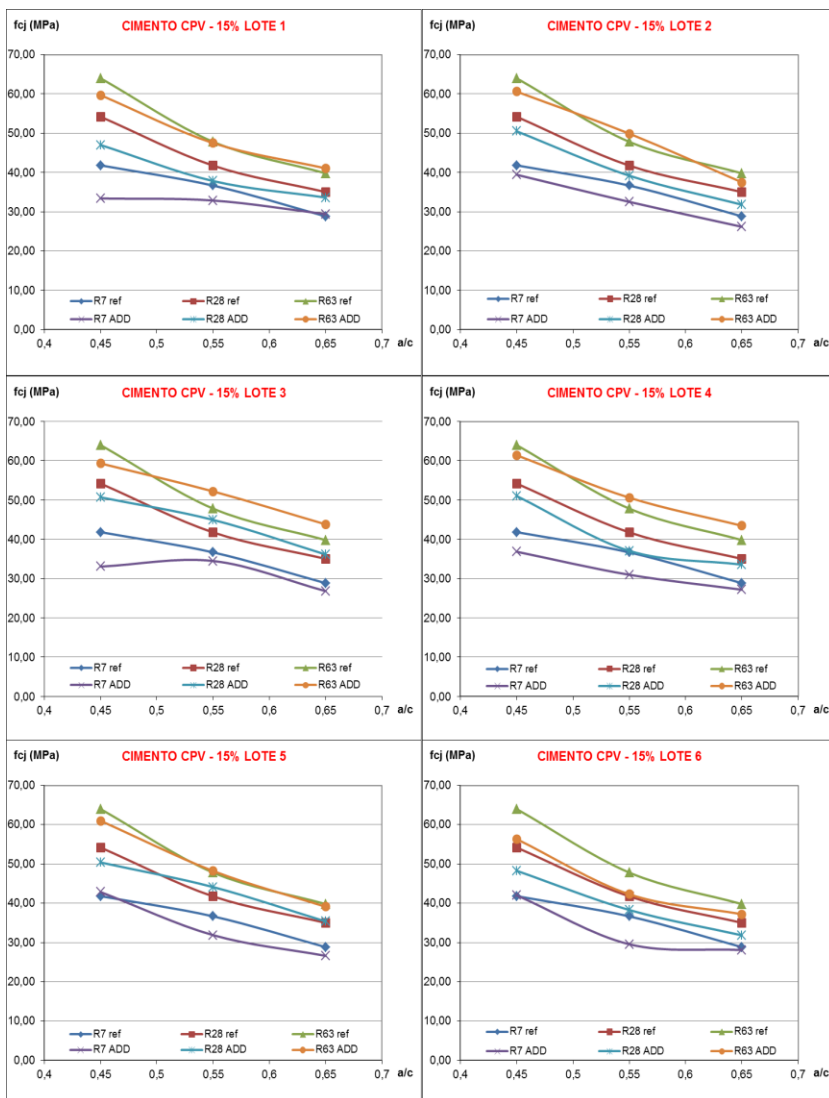 fcj (MPa) CIMENTO CPV - 15% LOTE 1
70,00
60,00
50,00
40,00
30,00
20,00
10,00
0,00
R7 ref R28 ref R63 ref
R7 ADD R28 ADD R63 ADD
0,4 0,45 0,5 0,55 0,6 0,65 0,7 a/c
fcj (MPa) CIMENTO CPV - 15% LOTE 2
70,00
60,00
50,00
40,00
30,00
20,00
10,00
0,00
R7 ref R28 ref R63 ref
R7 ADD R28 ADD R63 ADD
0,4 0,45 0,5 0,55 0,6 0,65 0,7 a/c
fcj (MPa) CIMENTO CPV - 15% LOTE 3
70,00
60,00
50,00
40,00
30,00
20,00
10,00
0,00
R7 ref R28 ref R63 ref
R7 ADD R28 ADD R63 ADD
0,4 0,45 0,5 0,55 0,6 0,65 0,7 a/c
fcj (MPa) CIMENTO CPV - 15% LOTE 4
70,00
60,00
50,00
40,00
30,00
20,00
10,00
0,00
R7 ref R28 ref R63 ref
R7 ADD R28 ADD R63 ADD
0,4 0,45 0,5 0,55 0,6 0,65 0,7 a/c
fcj (MPa) CIMENTO CPV - 15% LOTE 5
70,00
60,00
50,00
40,00
30,00
20,00
10,00
0,00
R7 ref R28 ref R63 ref
R7 ADD R28 ADD R63 ADD
0,4 0,45 0,5 0,55 0,6 0,65 0,7 a/c
fcj (MPa) CIMENTO CPV - 15% LOTE 6
70,00
60,00
50,00
40,00
30,00
20,00
10,00
0,00
R7 ref R28 ref R63 ref
R7 ADD R28 ADD R63 ADD
0,4 0,45 0,5 0,55 0,6 0,65 0,7 a/c